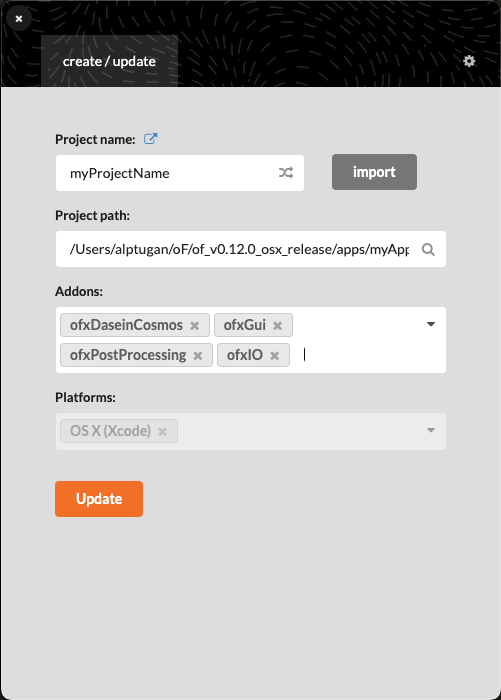 create / update
Project name:
myProjectName
import
Project path:
/Users/alptugan/oF/of_v0.12.0_osx_release/apps/myApp
Addons:
ofxDaseinCosmos ofxGui
ofxPostProcessing ofxIO
Platforms:
OS X (Xcode)
Update